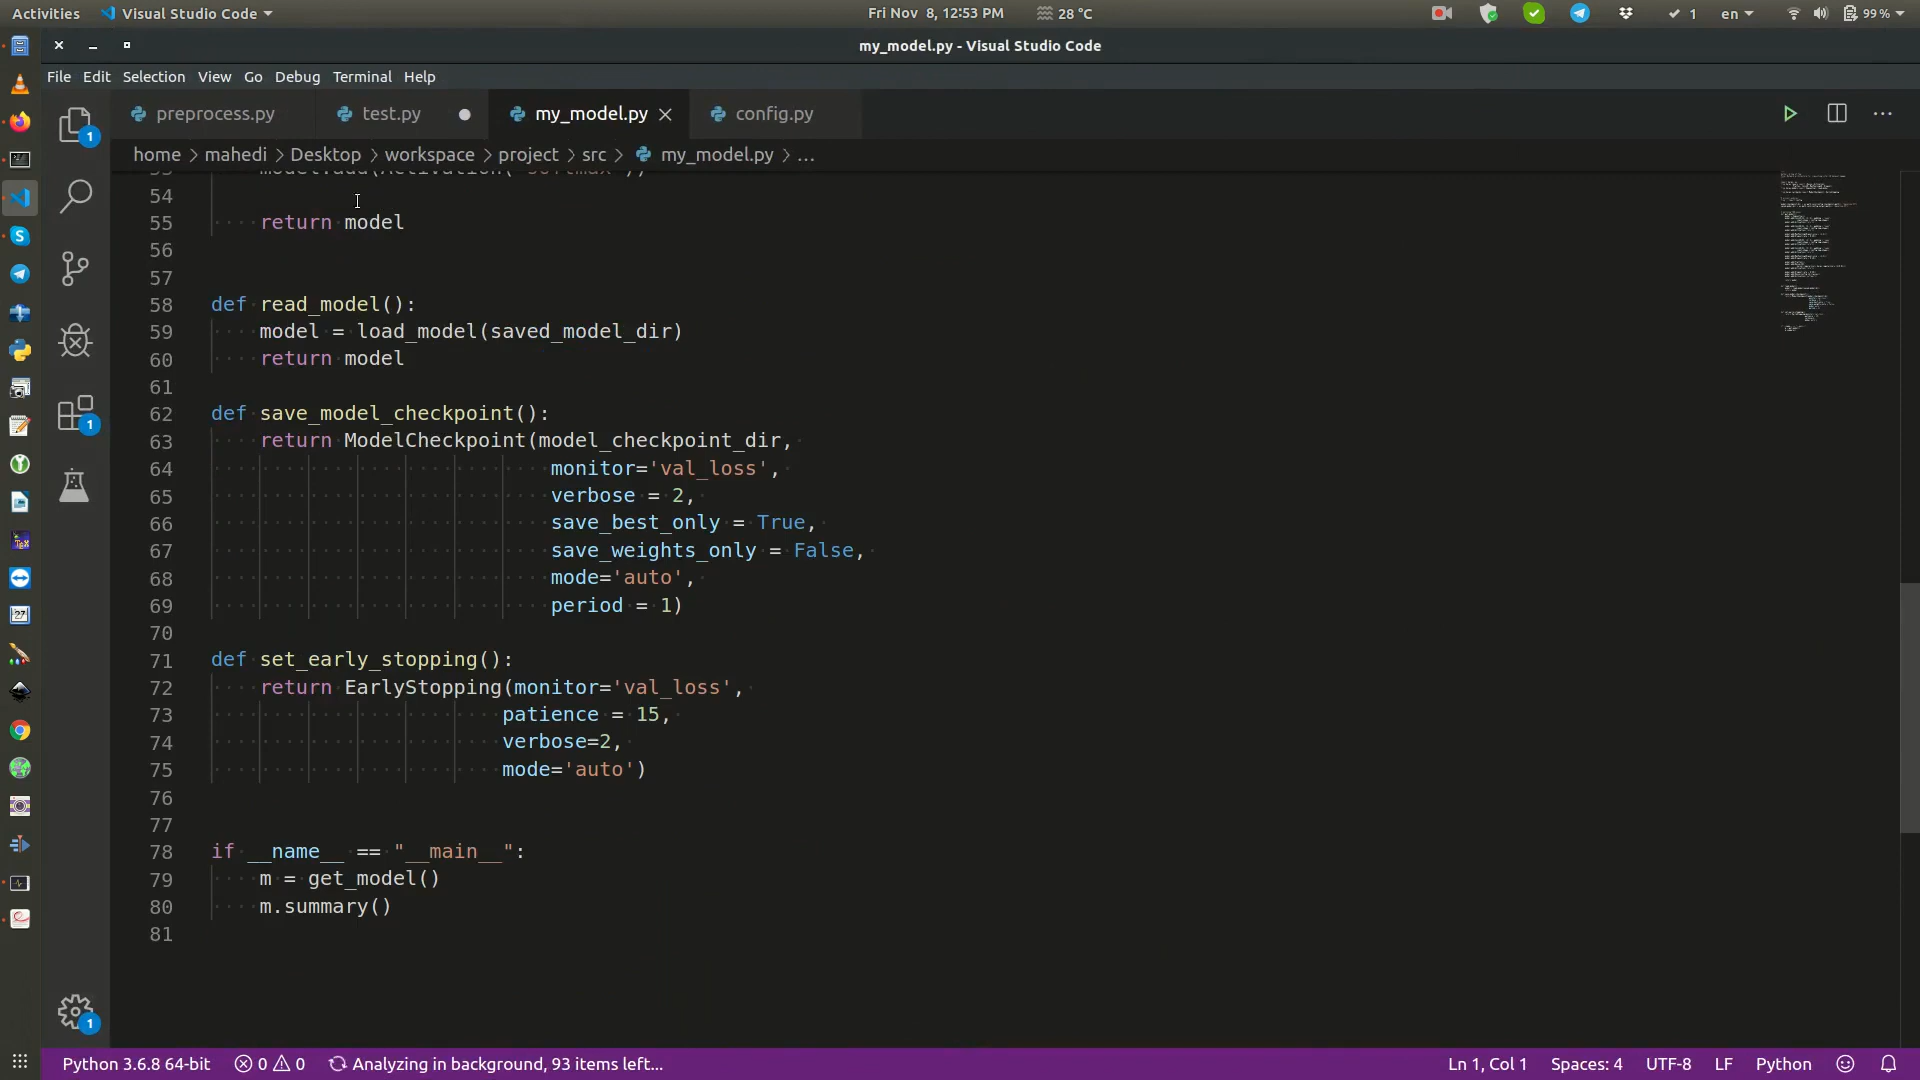 Activities Visual Studio Code Fri Nov 8, 12:53 PM 28 °C 1 en 99 %
my_model.py - Visual Studio Code
File Edit Selection View Go Debug Terminal Help
preprocess.py test.py my_model.py config.py
home > mahedi > Desktop > workspace > project > src > my_model.py > ...
54
55 return model
56
57
58 def read_model():
59 model = load_model(saved_model_dir)
60 return model
61
62 def save_model_checkpoint():
63 return ModelCheckpoint(model_checkpoint_dir,
64 monitor='val_loss',
65 verbose = 2,
66 save_best_only = True,
67 save_weights_only = False,
68 mode='auto',
69 period = 1)
70
71 def set_early_stopping():
72 return EarlyStopping(monitor='val_loss',
73 patience = 15,
74 verbose=2,
75 mode='auto')
76
77
78 if __name__ == "__main__":
79 m = get_model()
80 m.summary()
81
Python 3.6.8 64-bit 0 0 Analyzing in background, 93 items left... Ln 1, Col 1 Spaces: 4 UTF-8 LF Python